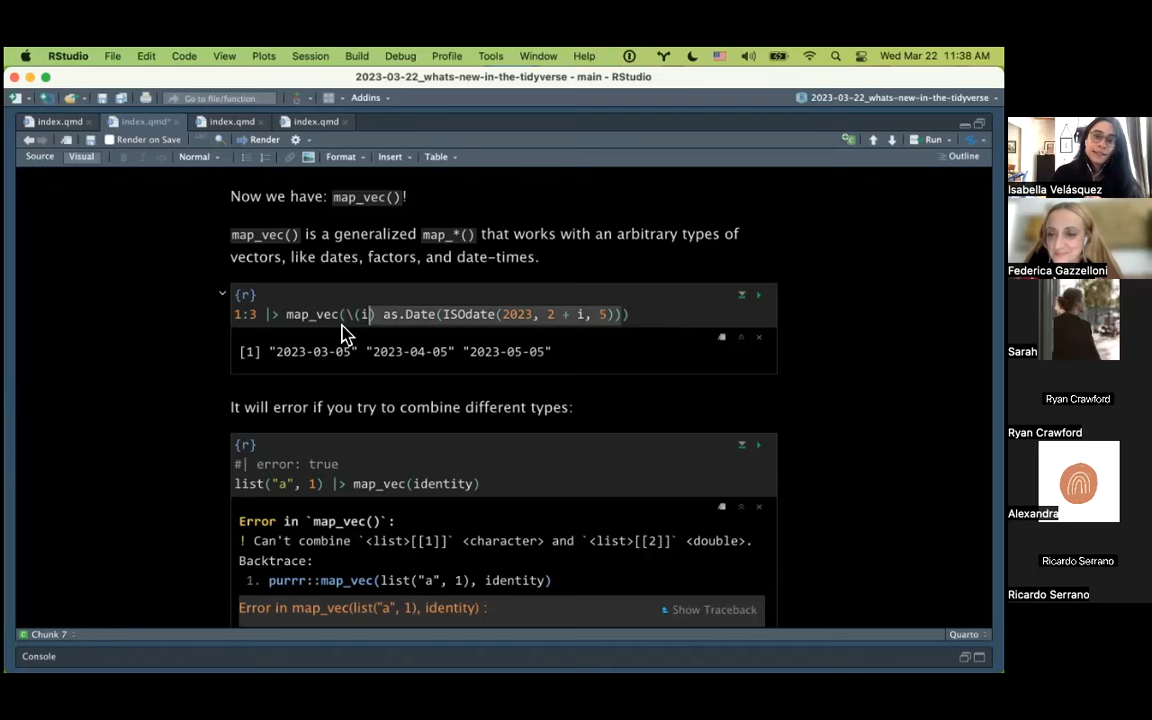 RStudio File Edit Code View Plots Session Build Debug Profile Tools Window Help Wed Mar 22 11:38 AM
2023-03-22_whats-new-in-the-tidyverse - main - RStudio
Go to file/function Addins 2023-03-22_whats-new-in-the-tidyverse
index.qmd index.qmd* index.qmd index.qmd
Render on Save Render Run
Source Visual B I Normal Format Insert Table Outline
Now we have: map_vec()!
map_vec() is a generalized map_*() that works with an arbitrary types of
vectors, like dates, factors, and date-times.
{r}
1:3 |> map_vec(\(i) as.Date(ISOdate(2023, 2 + i, 5)))
[1] "2023-03-05" "2023-04-05" "2023-05-05"
It will error if you try to combine different types:
{r}
#| error: true
list("a", 1) |> map_vec(identity)
Error in `map_vec()`:
! Can't combine `<list>[[1]]` <character> and `<list>[[2]]` <double>.
Backtrace:
1. purrr::map_vec(list("a", 1), identity)
Error in map_vec(list("a", 1), identity) :
Show Traceback
Chunk 7 Quarto
Console
Isabella Velásquez
Federica Gazzelloni
Sarah
Ryan Crawford
Ryan Crawford
Alexandra
Ricardo Serrano
Ricardo Serrano